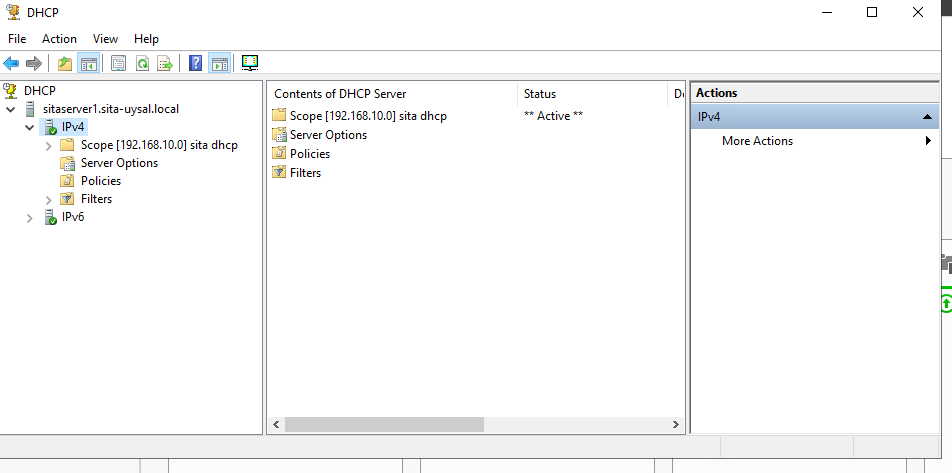 DHCP
File Action View Help
DHCP
sitaserver1.sita-uysal.local
IPv4
Scope [192.168.10.0] sita dhcp
Server Options
Policies
Filters
IPv6
Contents of DHCP Server Status
Scope [192.168.10.0] sita dhcp ** Active **
Server Options
Policies
Filters
Actions
IPv4
More Actions